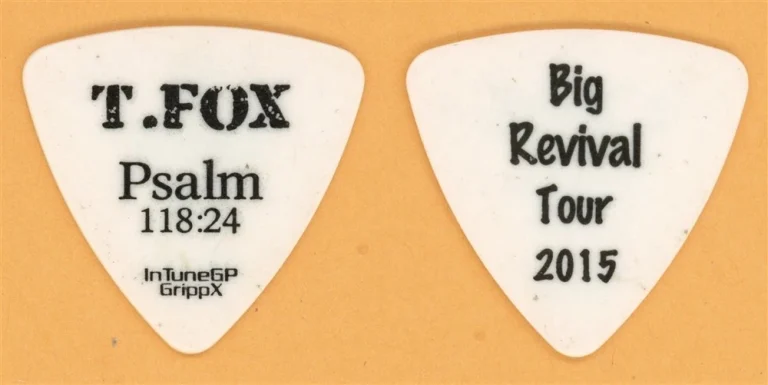 T.FOX
Psalm
118:24
InTuneGP
GrippX
Big
Revival
Tour
2015